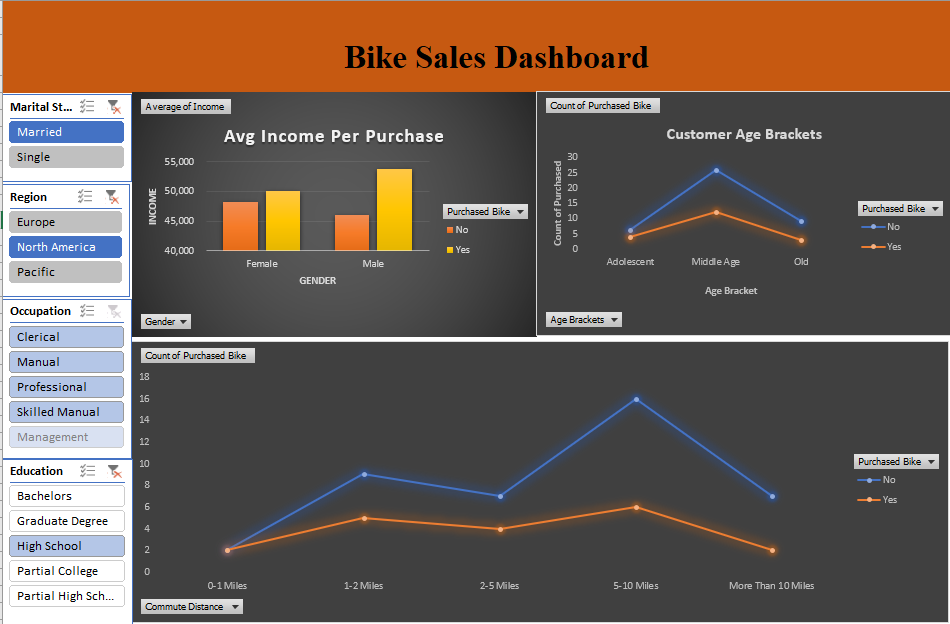 Bike Sales Dashboard
Marital St...
Married
Single
Region
Europe
North America
Pacific
Occupation
Clerical
Manual
Professional
Skilled Manual
Management
Education
Bachelors
Graduate Degree
High School
Partial College
Partial High Sch...
Average of Income
Avg Income Per Purchase
55,000
50,000
45,000
40,000
INCOME
Female
Male
GENDER
Purchased Bike
No
Yes
Gender
Count of Purchased Bike
Customer Age Brackets
30
25
20
15
10
5
0
Count of Purchased
Adolescent
Middle Age
Old
Age Bracket
Purchased Bike
No
Yes
Age Brackets
Count of Purchased Bike
18
16
14
12
10
8
6
4
2
0
0-1 Miles
1-2 Miles
2-5 Miles
5-10 Miles
More Than 10 Miles
Purchased Bike
No
Yes
Commute Distance